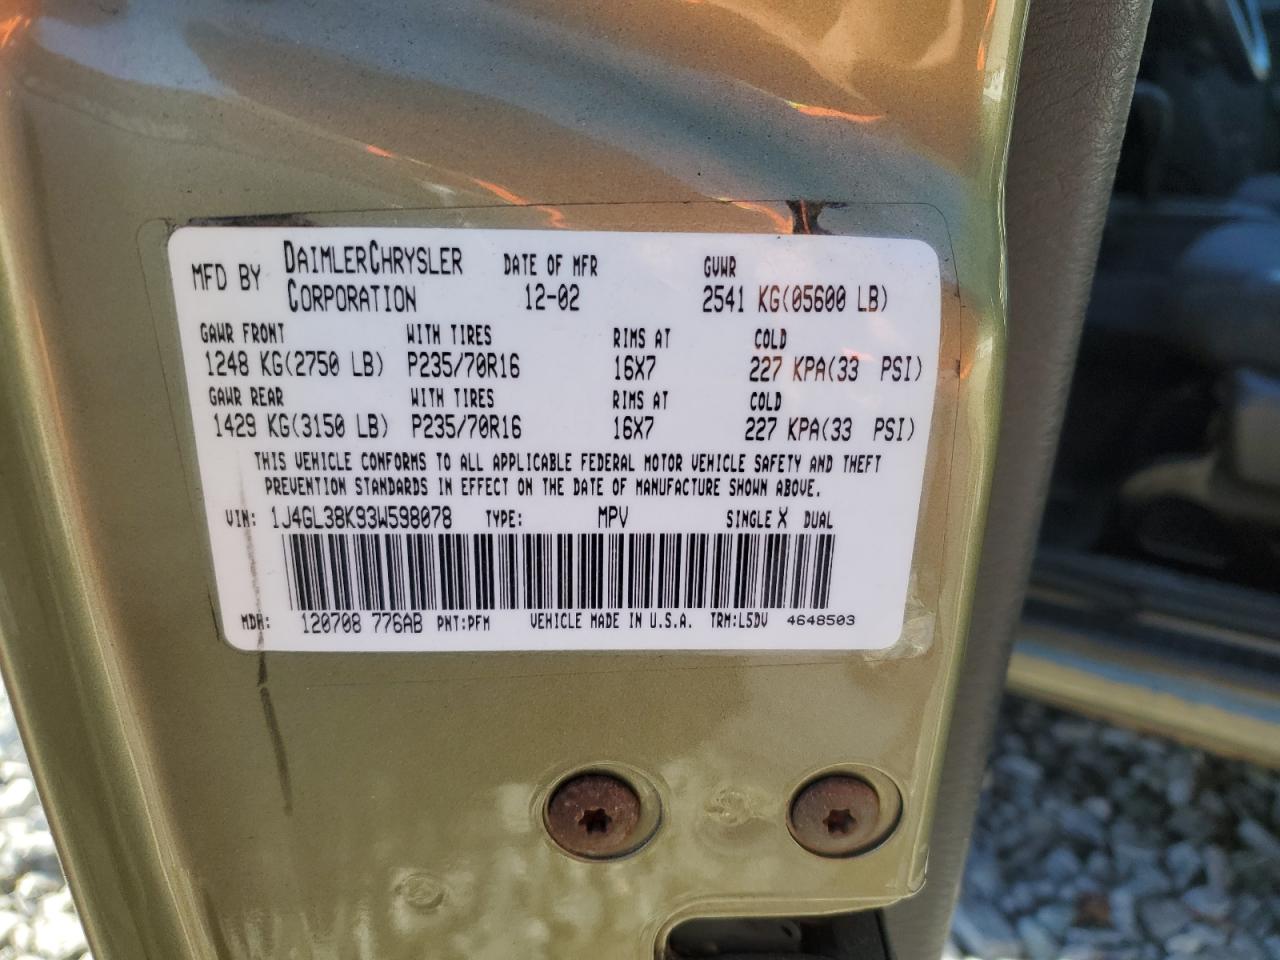 MFD BY DAIMLERCHRYSLER CORPORATION DATE OF MFR 12-02 GVWR 2541 KG(05600 LB)
GAWR FRONT WITH TIRES RIMS AT COLD
1248 KG(2750 LB) P235/70R16 16X7 227 KPA(33 PSI)
GAWR REAR WITH TIRES RIMS AT COLD
1429 KG(3150 LB) P235/70R16 16X7 227 KPA(33 PSI)
THIS VEHICLE CONFORMS TO ALL APPLICABLE FEDERAL MOTOR VEHICLE SAFETY AND THEFT
PREVENTION STANDARDS IN EFFECT ON THE DATE OF MANUFACTURE SHOWN ABOVE.
VIN: 1J4GL38K93W598078 TYPE: MPV SINGLE X DUAL
MDH: 120708 776AB PNT:PFM VEHICLE MADE IN U.S.A. TRM:L5DV 4648503